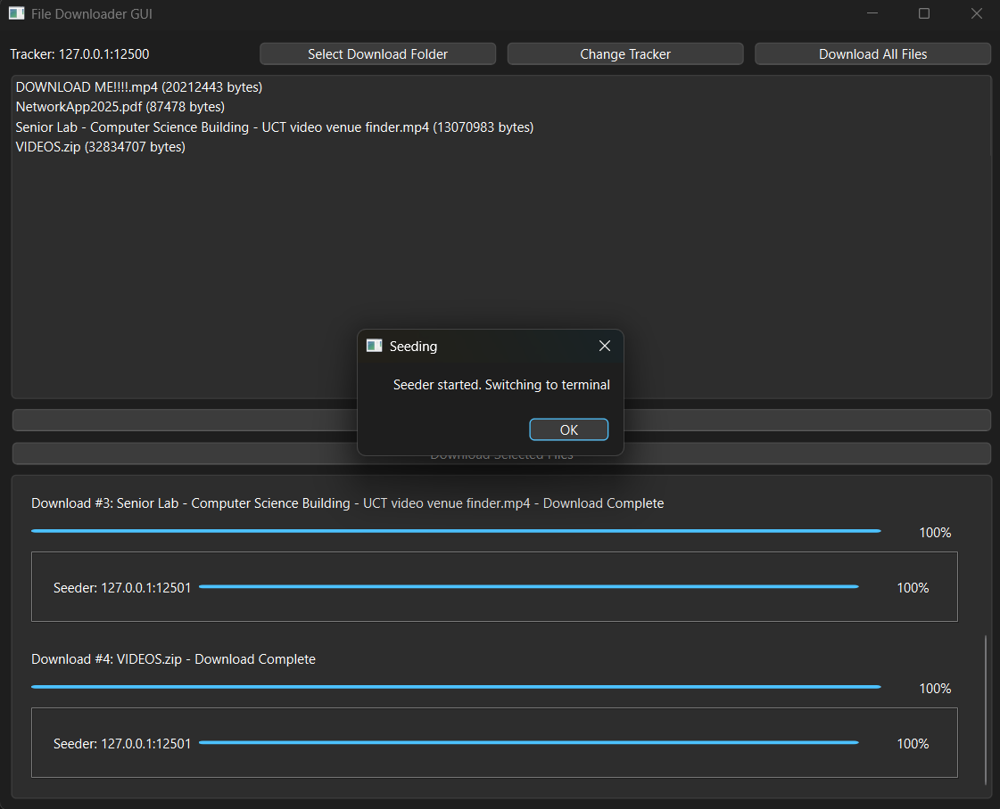 File Downloader GUI
Tracker: 127.0.0.1:12500
Select Download Folder
Change Tracker
Download All Files
DOWNLOAD ME!!!!.mp4 (20212443 bytes)
NetworkApp2025.pdf (87478 bytes)
Senior Lab - Computer Science Building - UCT video venue finder.mp4 (13070983 bytes)
VIDEOS.zip (32834707 bytes)
Seeding
Seeder started. Switching to terminal
OK
Download Selected Files
Download #3: Senior Lab - Computer Science Building - UCT video venue finder.mp4 - Download Complete
100%
Seeder: 127.0.0.1:12501
100%
Download #4: VIDEOS.zip - Download Complete
100%
Seeder: 127.0.0.1:12501
100%